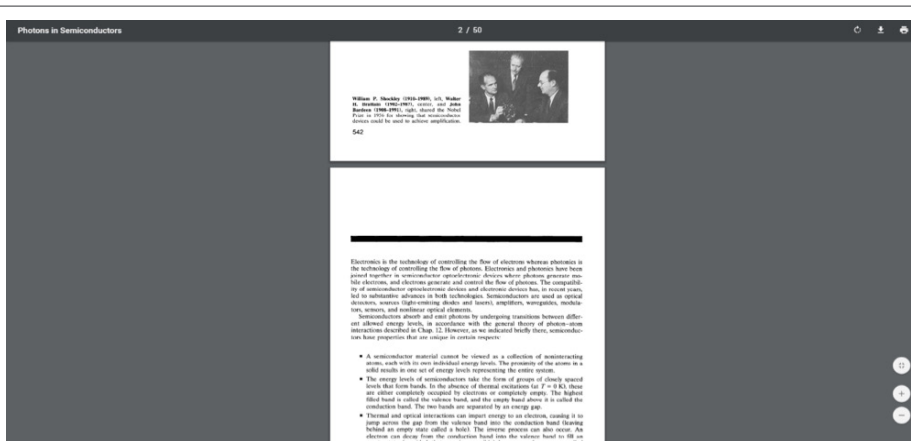 Photons in Semiconductors
2 / 50
William P. Shockley (1910–1989), left, Walter
H. Brattain (1902–1987), center, and John
Bardeen (1908–1991), right, shared the Nobel
Prize in 1956 for showing that semiconductor
devices could be used to achieve amplification.
542
Electronics is the technology of controlling the flow of electrons whereas photonics is
the technology of controlling the flow of photons. Electronics and photonics have been
joined together in semiconductor optoelectronic devices where photons generate mo-
bile electrons, and electrons generate and control the flow of photons. The compatibil-
ity of semiconductor optoelectronic devices and electronic devices has, in recent years,
led to substantive advances in both technologies. Semiconductors are used as optical
detectors, sources (light-emitting diodes and lasers), amplifiers, waveguides, modula-
tors, sensors, and nonlinear optical elements.
Semiconductors absorb and emit photons by undergoing transitions between differ-
ent allowed energy levels, in accordance with the general theory of photon–atom
interactions described in Chap. 12. However, as we indicated briefly there, semiconduc-
tors have properties that are unique in certain respects:
• A semiconductor material cannot be viewed as a collection of noninteracting
atoms, each with its own individual energy levels. The proximity of the atoms in a
solid results in one set of energy levels representing the entire system.
• The energy levels of semiconductors take the form of groups of closely spaced
levels that form bands. In the absence of thermal excitations (at T = 0 K), these
are either completely occupied by electrons or completely empty. The highest
filled band is called the valence band, and the empty band above it is called the
conduction band. The two bands are separated by an energy gap.
• Thermal and optical interactions can impart energy to an electron, causing it to
jump across the gap from the valence band into the conduction band (leaving
behind an empty state called a hole). The inverse process can also occur. An
electron can decay from the conduction band into the valence band to fill an